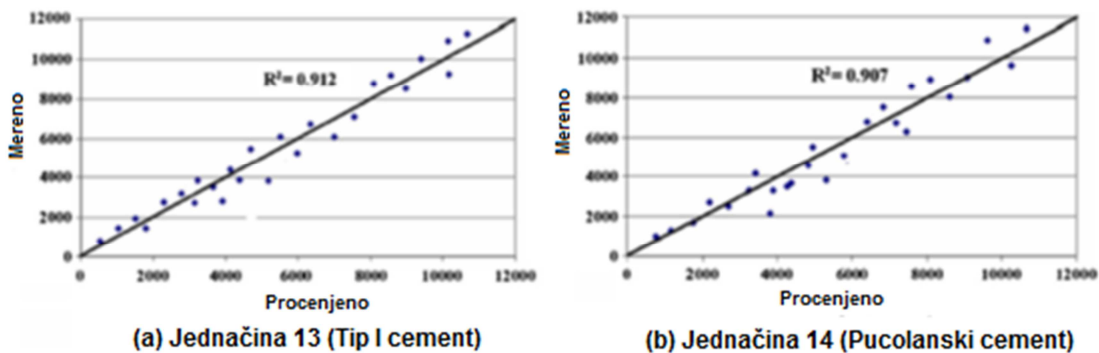 12000
10000
8000
6000
4000
2000
0
Mereno
R²= 0.912
0 2000 4000 6000 8000 10000 12000
Procenjeno
(a) Jednačina 13 (Tip I cement)
12000
10000
8000
6000
4000
2000
0
Mereno
R²= 0.907
0 2000 4000 6000 8000 10000 12000
Procenjeno
(b) Jednačina 14 (Pucolanski cement)